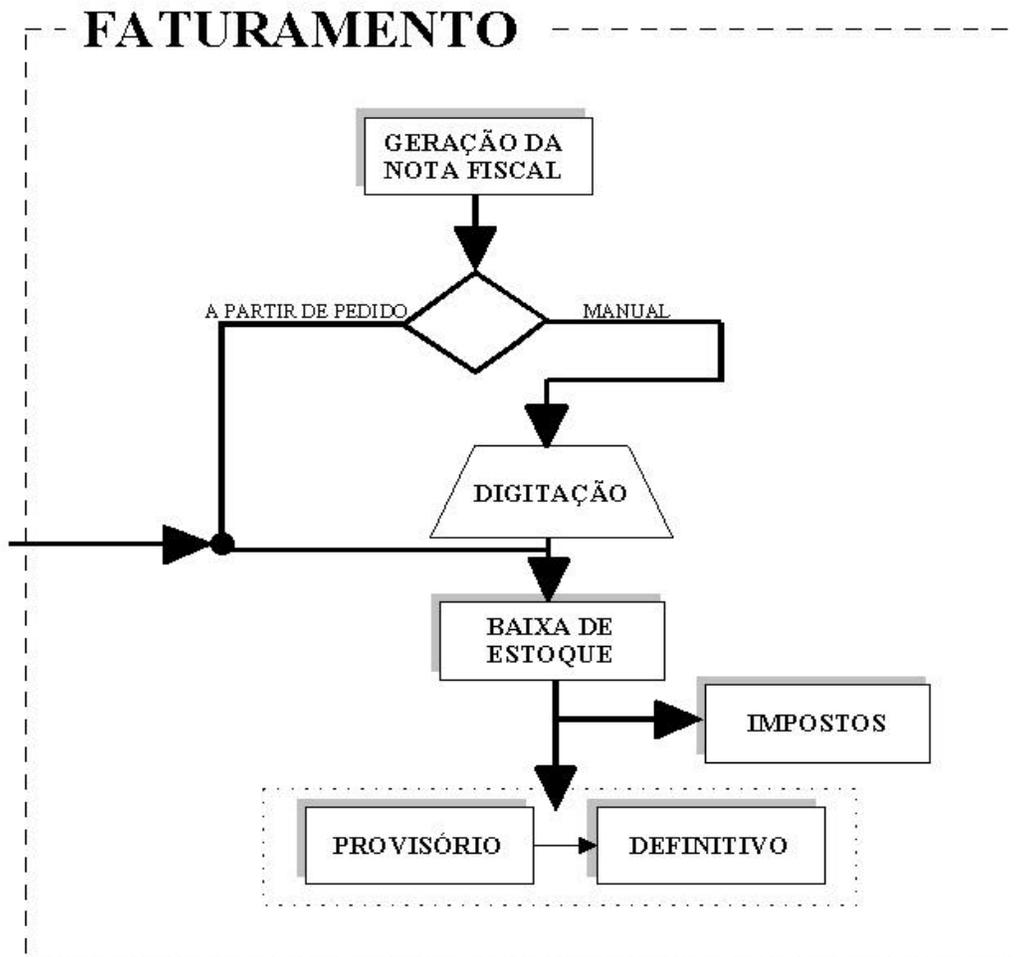 FATURAMENTO
GERAÇÃO DA
NOTA FISCAL
A PARTIR DE PEDIDO
MANUAL
DIGITAÇÃO
BAIXA DE
ESTOQUE
IMPOSTOS
PROVISÓRIO
DEFINITIVO